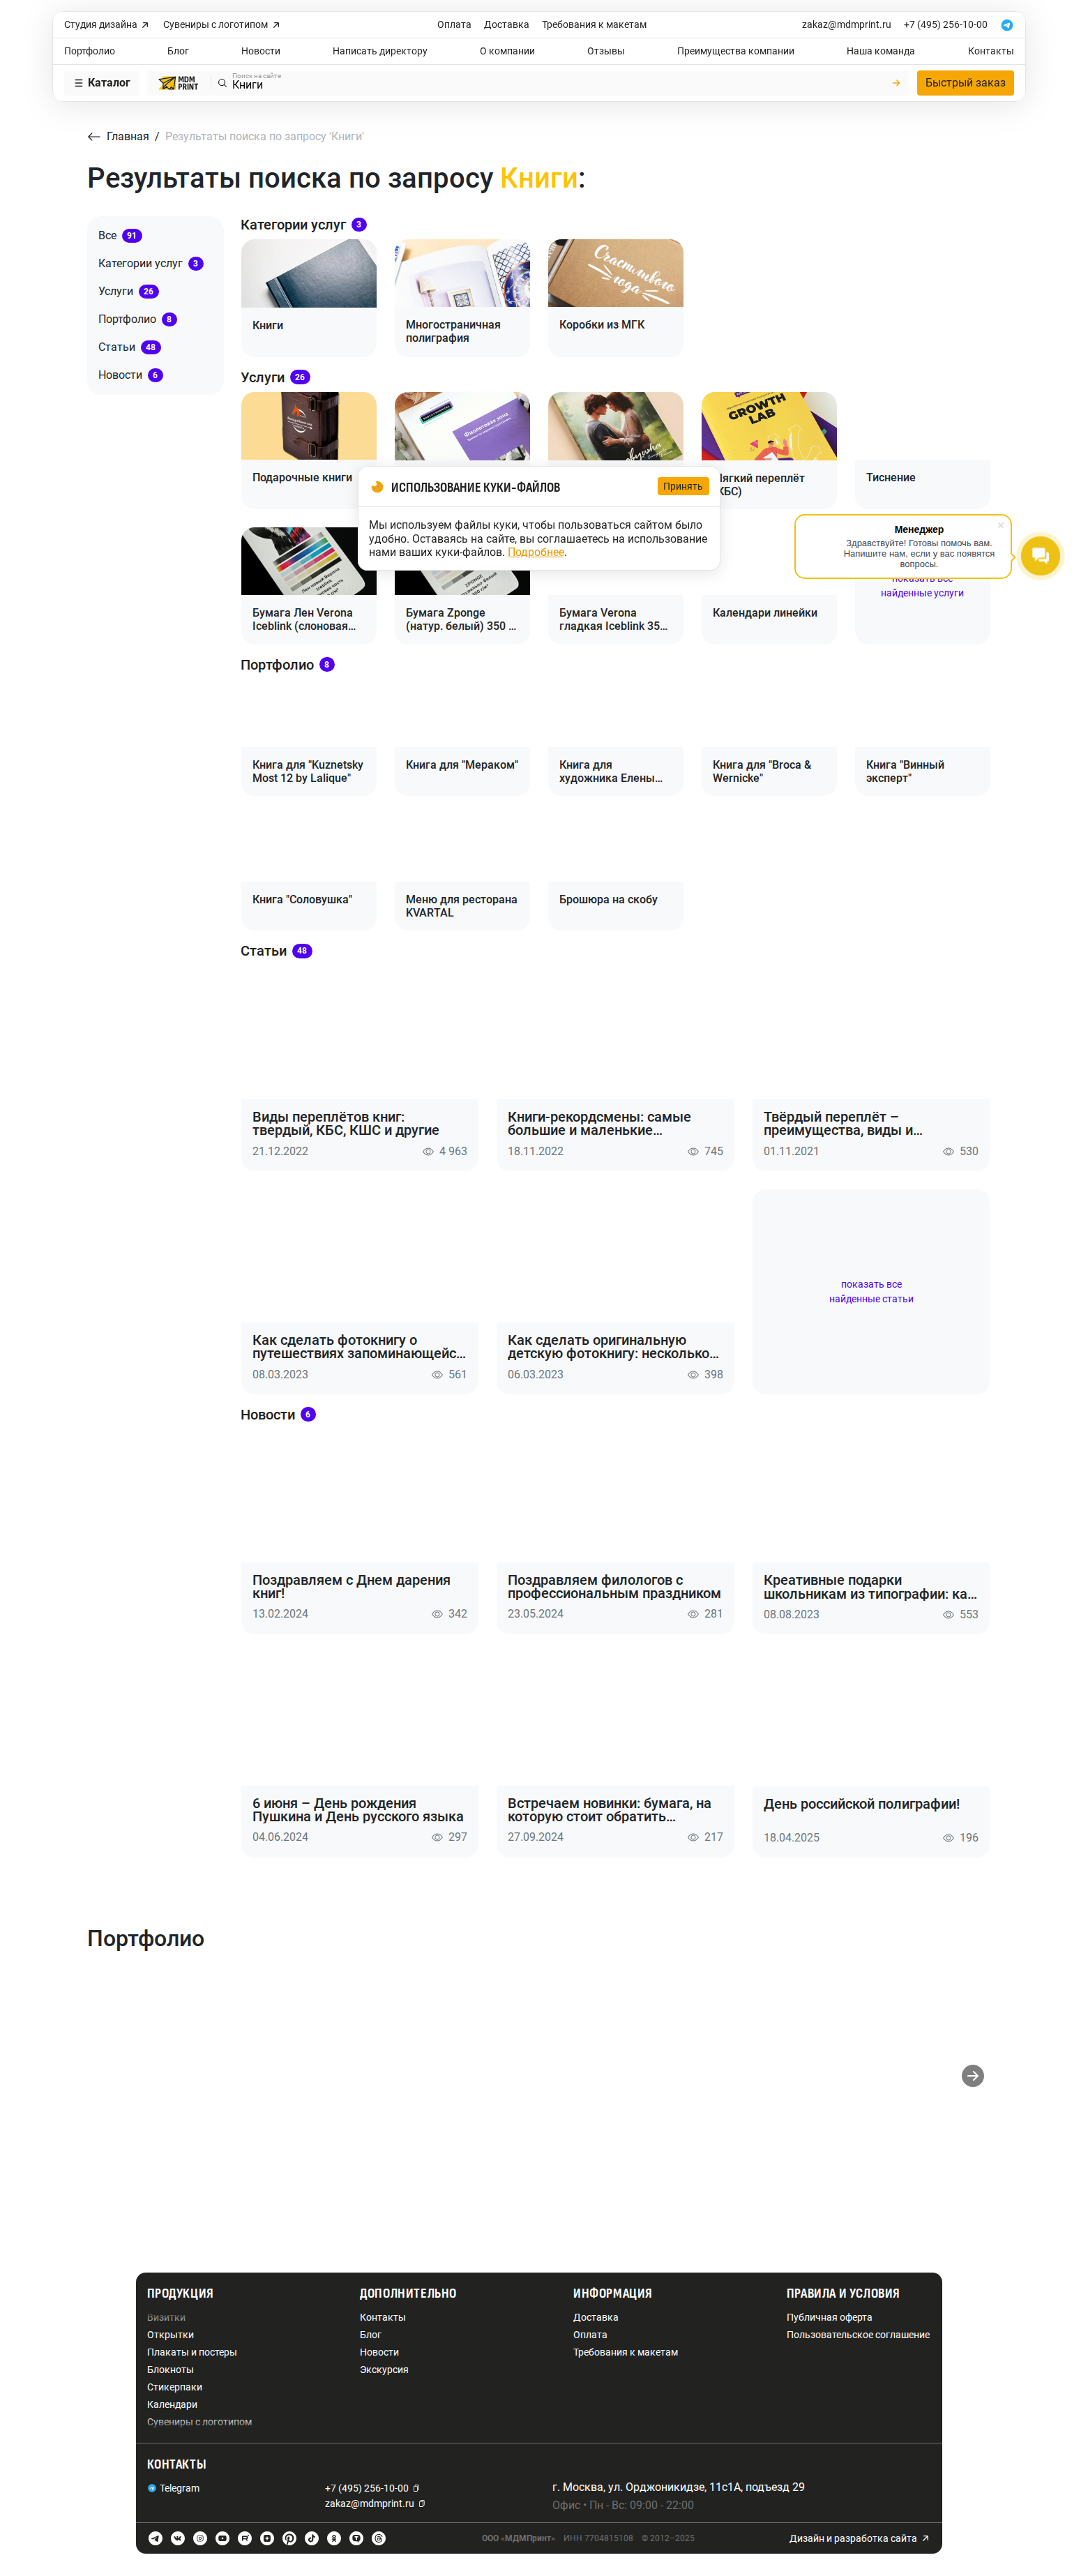 Студия дизайна
Сувениры с логотипом
Оплата
Доставка
Требования к макетам
zakaz@mdmprint.ru
+7 (495) 256-10-00
Портфолио
Блог
Новости
Написать директору
О компании
Отзывы
Преимущества компании
Наша команда
Контакты
Каталог
MDM
PRINT
Поиск на сайте
Книги
Быстрый заказ
Главная / Результаты поиска по запросу 'Книги'
Результаты поиска по запросу Книги:
Все 91
Категории услуг 3
Услуги 26
Портфолио 8
Статьи 48
Новости 6
Категории услуг 3
Счастливого
года
Книги
Многостраничная
полиграфия
Коробки из МГК
Услуги 26
GROWTH
LAB
Подарочные книги
Мягкий переплёт
(КБС)
Тиснение
ИСПОЛЬЗОВАНИЕ КУКИ-ФАЙЛОВ
Принять
Мы используем файлы куки, чтобы пользоваться сайтом было
удобно. Оставаясь на сайте, вы соглашаетесь на использование
нами ваших куки-файлов. Подробнее.
Менеджер
Здравствуйте! Готовы помочь вам.
Напишите нам, если у вас появятся
вопросы.
показать все
найденные услуги
Бумага Лен Verona
Iceblink (слоновая...
Бумага Zponge
(натур. белый) 350 ...
Бумага Verona
гладкая Iceblink 35...
Календари линейки
Портфолио 8
Книга для "Kuznetsky
Most 12 by Lalique"
Книга для "Мераком"
Книга для
художника Елены...
Книга для "Broca &
Wernicke"
Книга "Винный
эксперт"
Книга "Соловушка"
Меню для ресторана
KVARTAL
Брошюра на скобу
Статьи 48
Виды переплётов книг:
твердый, КБС, КШС и другие
21.12.2022
4 963
Книги-рекордсмены: самые
большие и маленькие...
18.11.2022
745
Твёрдый переплёт –
преимущества, виды и...
01.11.2021
530
Как сделать фотокнигу о
путешествиях запоминающейс...
08.03.2023
561
Как сделать оригинальную
детскую фотокнигу: несколько...
06.03.2023
398
показать все
найденные статьи
Новости 6
Поздравляем с Днем дарения
книг!
13.02.2024
342
Поздравляем филологов с
профессиональным праздником
23.05.2024
281
Креативные подарки
школьникам из типографии: ка...
08.08.2023
553
6 июня – День рождения
Пушкина и День русского языка
04.06.2024
297
Встречаем новинки: бумага, на
которую стоит обратить...
27.09.2024
217
День российской полиграфии!
18.04.2025
196
Портфолио
ПРОДУКЦИЯ
Визитки
Открытки
Плакаты и постеры
Блокноты
Стикерпаки
Календари
Сувениры с логотипом
ДОПОЛНИТЕЛЬНО
Контакты
Блог
Новости
Экскурсия
ИНФОРМАЦИЯ
Доставка
Оплата
Требования к макетам
ПРАВИЛА И УСЛОВИЯ
Публичная оферта
Пользовательское соглашение
КОНТАКТЫ
Telegram
+7 (495) 256-10-00
zakaz@mdmprint.ru
г. Москва, ул. Орджоникидзе, 11с1А, подъезд 29
Офис • Пн - Вс: 09:00 - 22:00
ООО «МДМПринт»
ИНН 7704815108
© 2012–2025
Дизайн и разработка сайта